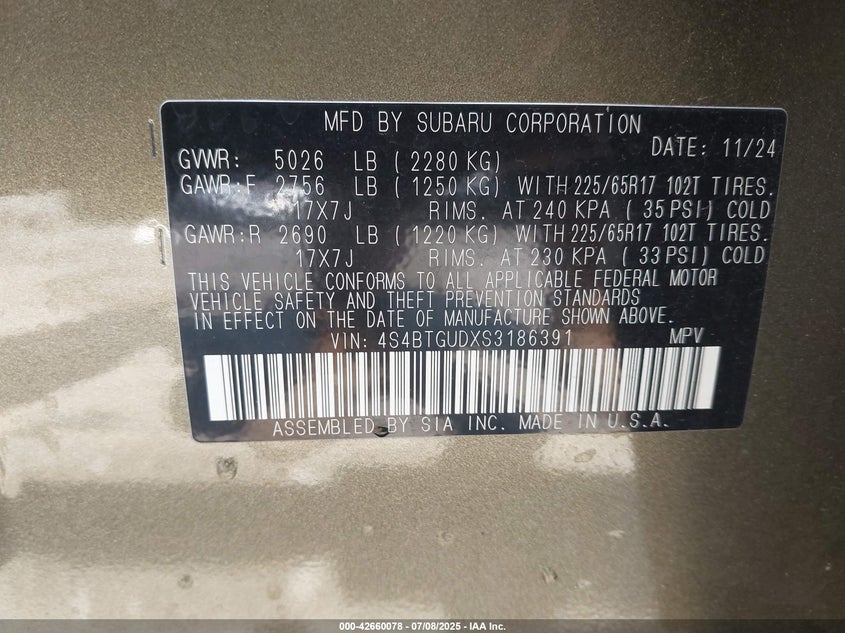 MFD BY SUBARU CORPORATION
DATE: 11/24
GVWR: 5026 LB (2280 KG)
GAWR:F 2756 LB (1250 KG) WITH 225/65R17 102T TIRES.
17X7J RIMS. AT 240 KPA (35 PSI) COLD
GAWR:R 2690 LB (1220 KG) WITH 225/65R17 102T TIRES.
17X7J RIMS. AT 230 KPA (33 PSI) COLD
THIS VEHICLE CONFORMS TO ALL APPLICABLE FEDERAL MOTOR
VEHICLE SAFETY AND THEFT PREVENTION STANDARDS
IN EFFECT ON THE DATE OF MANUFACTURE SHOWN ABOVE.
VIN: 4S4BTGUDXS3186391 MPV
ASSEMBLED BY SIA INC. MADE IN U.S.A.
000-42660078 - 07/08/2025 - IAA Inc.